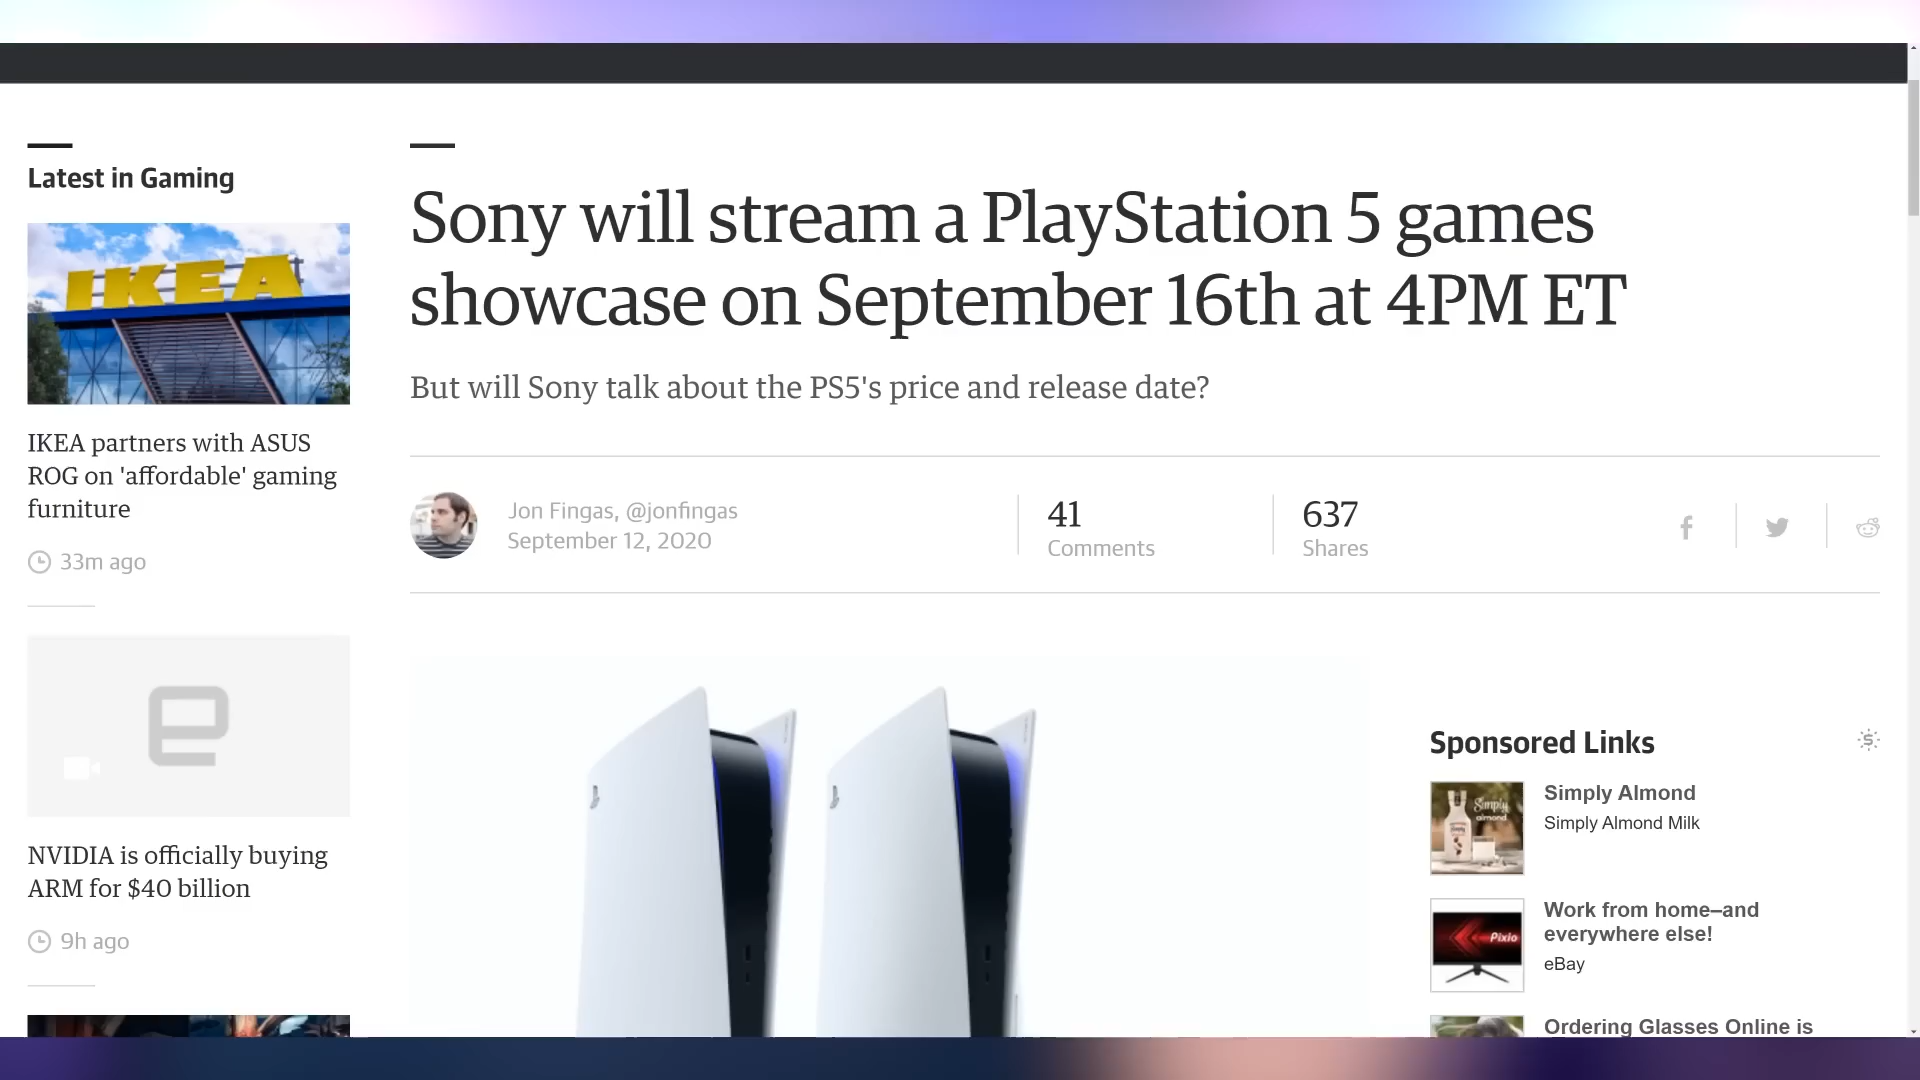 Latest in Gaming
IKEA
IKEA partners with ASUS
ROG on 'affordable' gaming
furniture
33m ago
NVIDIA is officially buying
ARM for $40 billion
9h ago
Sony will stream a PlayStation 5 games
showcase on September 16th at 4PM ET
But will Sony talk about the PS5's price and release date?
Jon Fingas, @jonfingas
September 12, 2020
41
Comments
637
Shares
Sponsored Links
Simply
almond
Simply Almond
Simply Almond Milk
Pixio
Work from home—and
everywhere else!
eBay
Ordering Glasses Online is